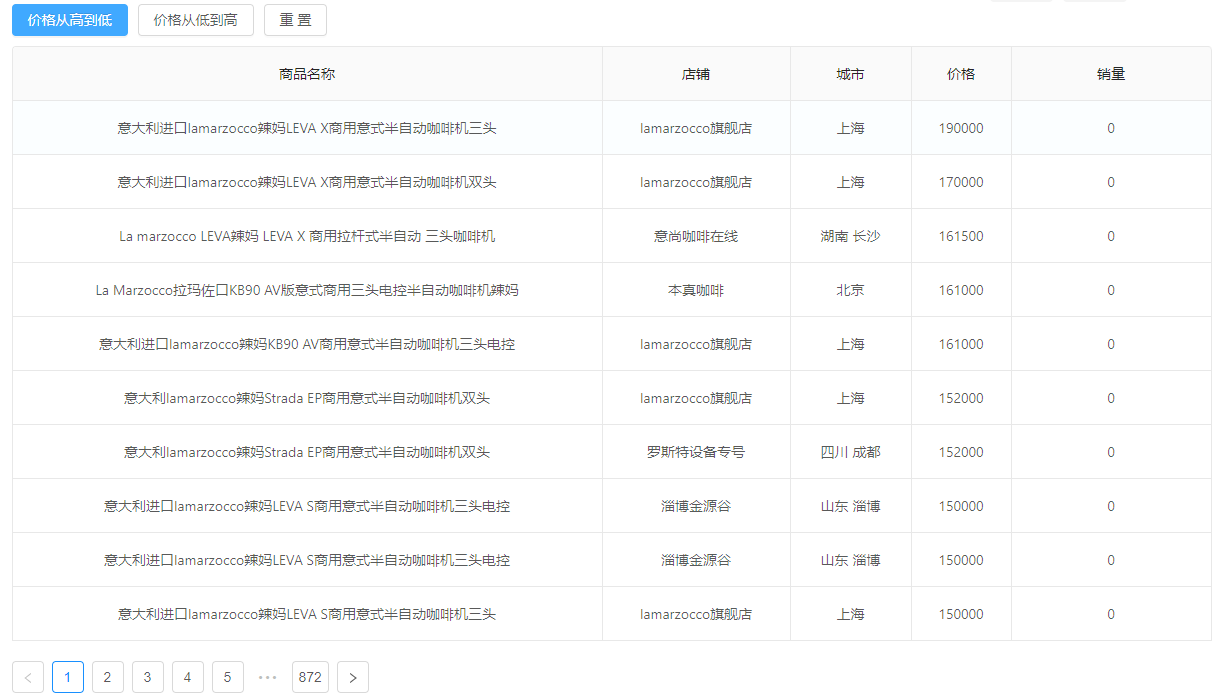 价格从高到低 价格从低到高 重 置
商品名称 店铺 城市 价格 销量
意大利进口lamarzocco辣妈LEVA X商用意式半自动咖啡机三头 lamarzocco旗舰店 上海 190000 0
意大利进口lamarzocco辣妈LEVA X商用意式半自动咖啡机双头 lamarzocco旗舰店 上海 170000 0
La marzocco LEVA辣妈 LEVA X 商用拉杆式半自动 三头咖啡机 意尚咖啡在线 湖南 长沙 161500 0
La Marzocco拉玛佐口KB90 AV版意式商用三头电控半自动咖啡机辣妈 本真咖啡 北京 161000 0
意大利进口lamarzocco辣妈KB90 AV商用意式半自动咖啡机三头电控 lamarzocco旗舰店 上海 161000 0
意大利lamarzocco辣妈Strada EP商用意式半自动咖啡机双头 lamarzocco旗舰店 上海 152000 0
意大利lamarzocco辣妈Strada EP商用意式半自动咖啡机双头 罗斯特设备专号 四川 成都 152000 0
意大利进口lamarzocco辣妈LEVA S商用意式半自动咖啡机三头电控 淄博金源谷 山东 淄博 150000 0
意大利进口lamarzocco辣妈LEVA S商用意式半自动咖啡机三头电控 淄博金源谷 山东 淄博 150000 0
意大利进口lamarzocco辣妈LEVA S商用意式半自动咖啡机三头 lamarzocco旗舰店 上海 150000 0
< 1 2 3 4 5 ••• 872 >